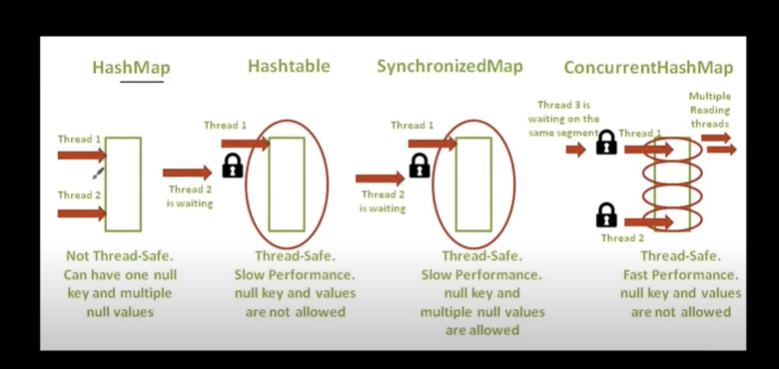 HashMap
Thread 1
Thread 2
Not Thread-Safe.
Can have one null
key and multiple
null values
Hashtable
Thread 1
Thread 2
is waiting
Thread-Safe.
Slow Performance.
null key and values
are not allowed
SynchronizedMap
Thread 1
Thread 2
is waiting
Thread-Safe.
Slow Performance.
null key and
multiple null values
are allowed
ConcurrentHashMap
Thread 3 is
waiting on the
same segment
Thread 1
Multiple
Reading
threads
Thread 2
Thread-Safe.
Fast Performance.
null key and values
are not allowed